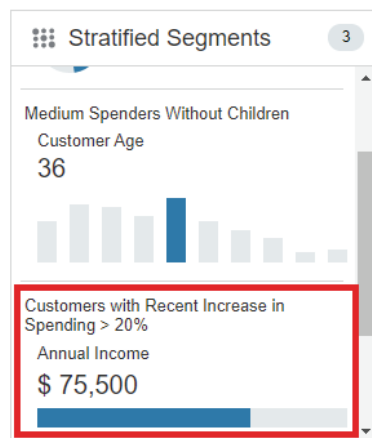 Stratified Segments
3
Medium Spenders Without Children
Customer Age
36
Customers with Recent Increase in
Spending > 20%
Annual Income
$ 75,500